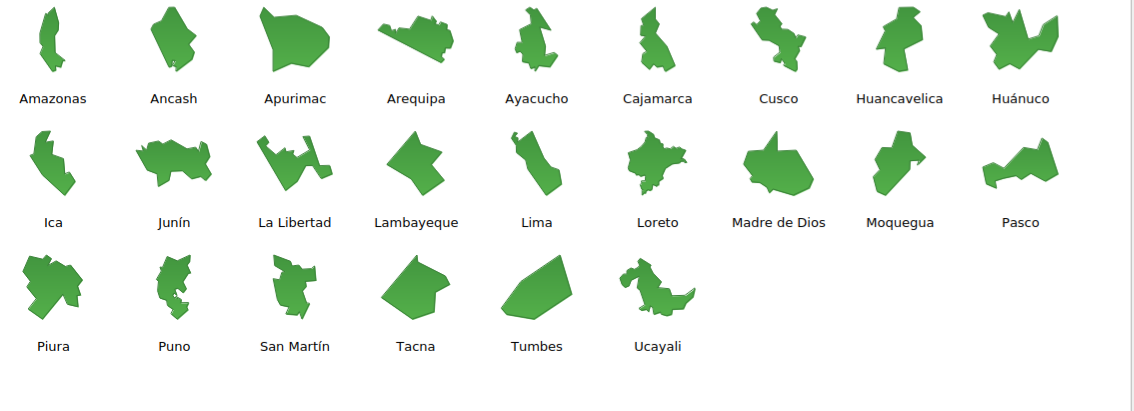 Amazonas Ancash Apurimac Arequipa Ayacucho Cajamarca Cusco Huancavelica Huánuco
Ica Junín La Libertad Lambayeque Lima Loreto Madre de Dios Moquegua Pasco
Piura Puno San Martín Tacna Tumbes Ucayali